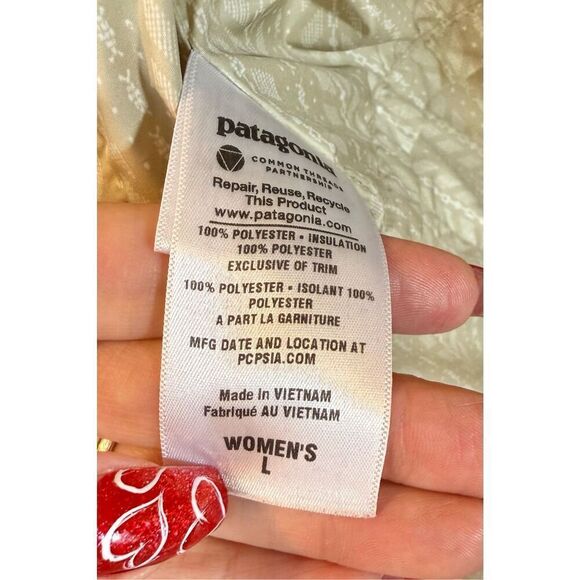 patagonia
COMMON THREADS
PARTNERSHIP
Repair, Reuse, Recycle
This Product
www.patagonia.com
100% POLYESTER • INSULATION
100% POLYESTER
EXCLUSIVE OF TRIM
100% POLYESTER • ISOLANT 100%
POLYESTER
A PART LA GARNITURE
MFG DATE AND LOCATION AT
PCPSIA.COM
Made in VIETNAM
Fabriqué AU VIETNAM
WOMEN'S
L